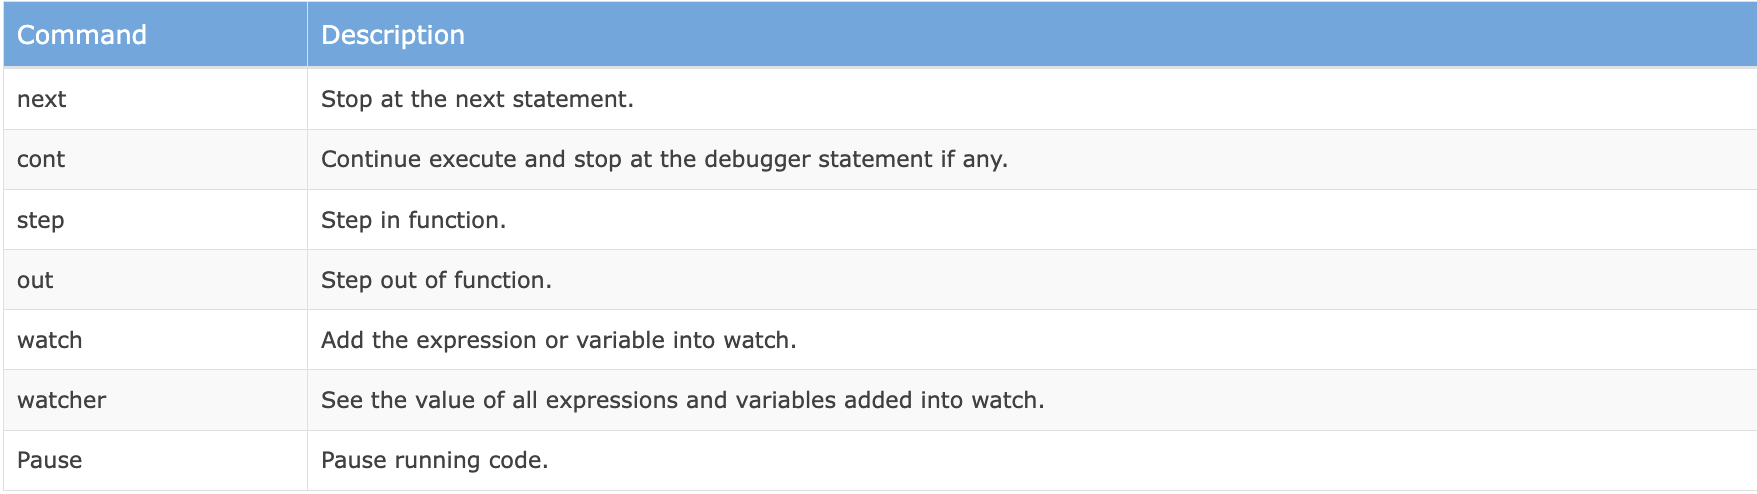 Command Description
next Stop at the next statement.
cont Continue execute and stop at the debugger statement if any.
step Step in function.
out Step out of function.
watch Add the expression or variable into watch.
watcher See the value of all expressions and variables added into watch.
Pause Pause running code.